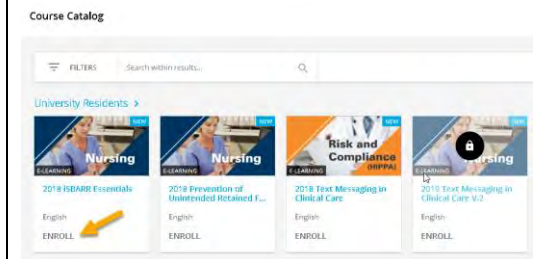 Course Catalog
FILTERS Search within results...
University Residents >
NEW NEW NEW NEW
Nursing Nursing Risk and Compliance (HIPPA) Nursing
E-LEARNING E-LEARNING E-LEARNING E-LEARNING
2018 iSBARR Essentials
2018 Prevention of
Unintended Retained F...
2018 Text Messaging in
Clinical Care
2018 Text Messaging in
Clinical Care V.2
English English English English
ENROLL ENROLL ENROLL ENROLL